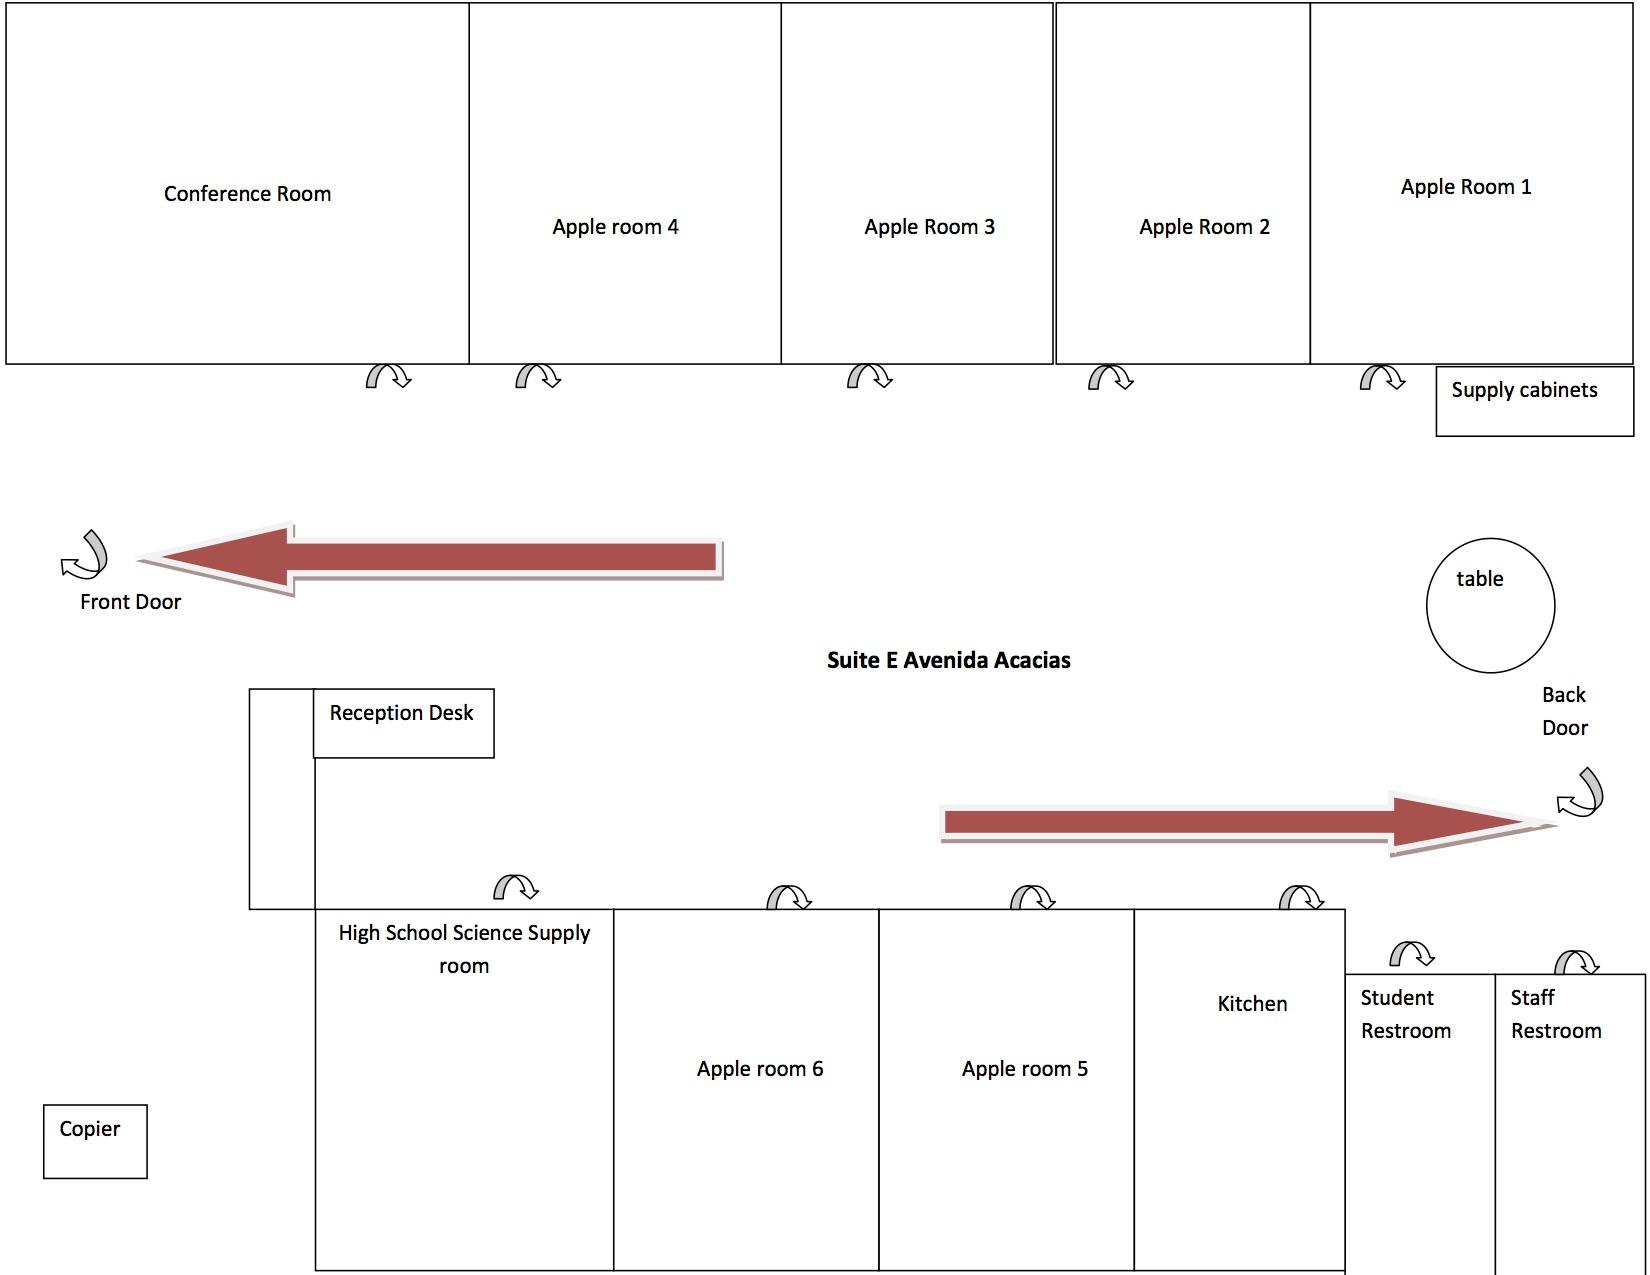 Conference Room
Apple room 4
Apple Room 3
Apple Room 2
Apple Room 1
Supply cabinets
Front Door
table
Suite E Avenida Acacias
Back
Door
Reception Desk
High School Science Supply
room
Apple room 6
Apple room 5
Kitchen
Student
Restroom
Staff
Restroom
Copier